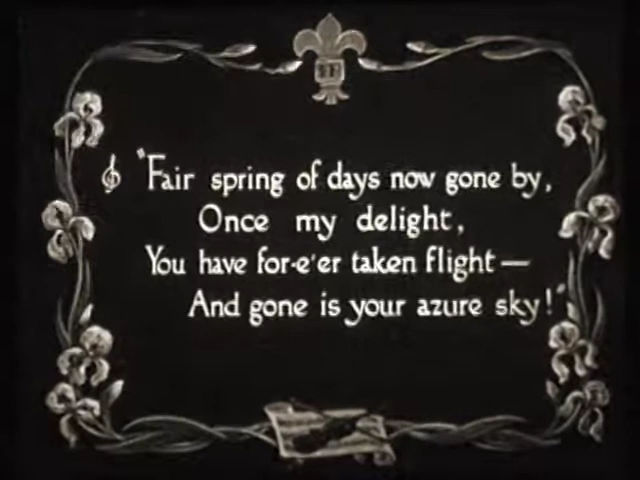 "Fair spring of days now gone by,
Once my delight,
You have for-e'er taken flight —
And gone is your azure sky!"